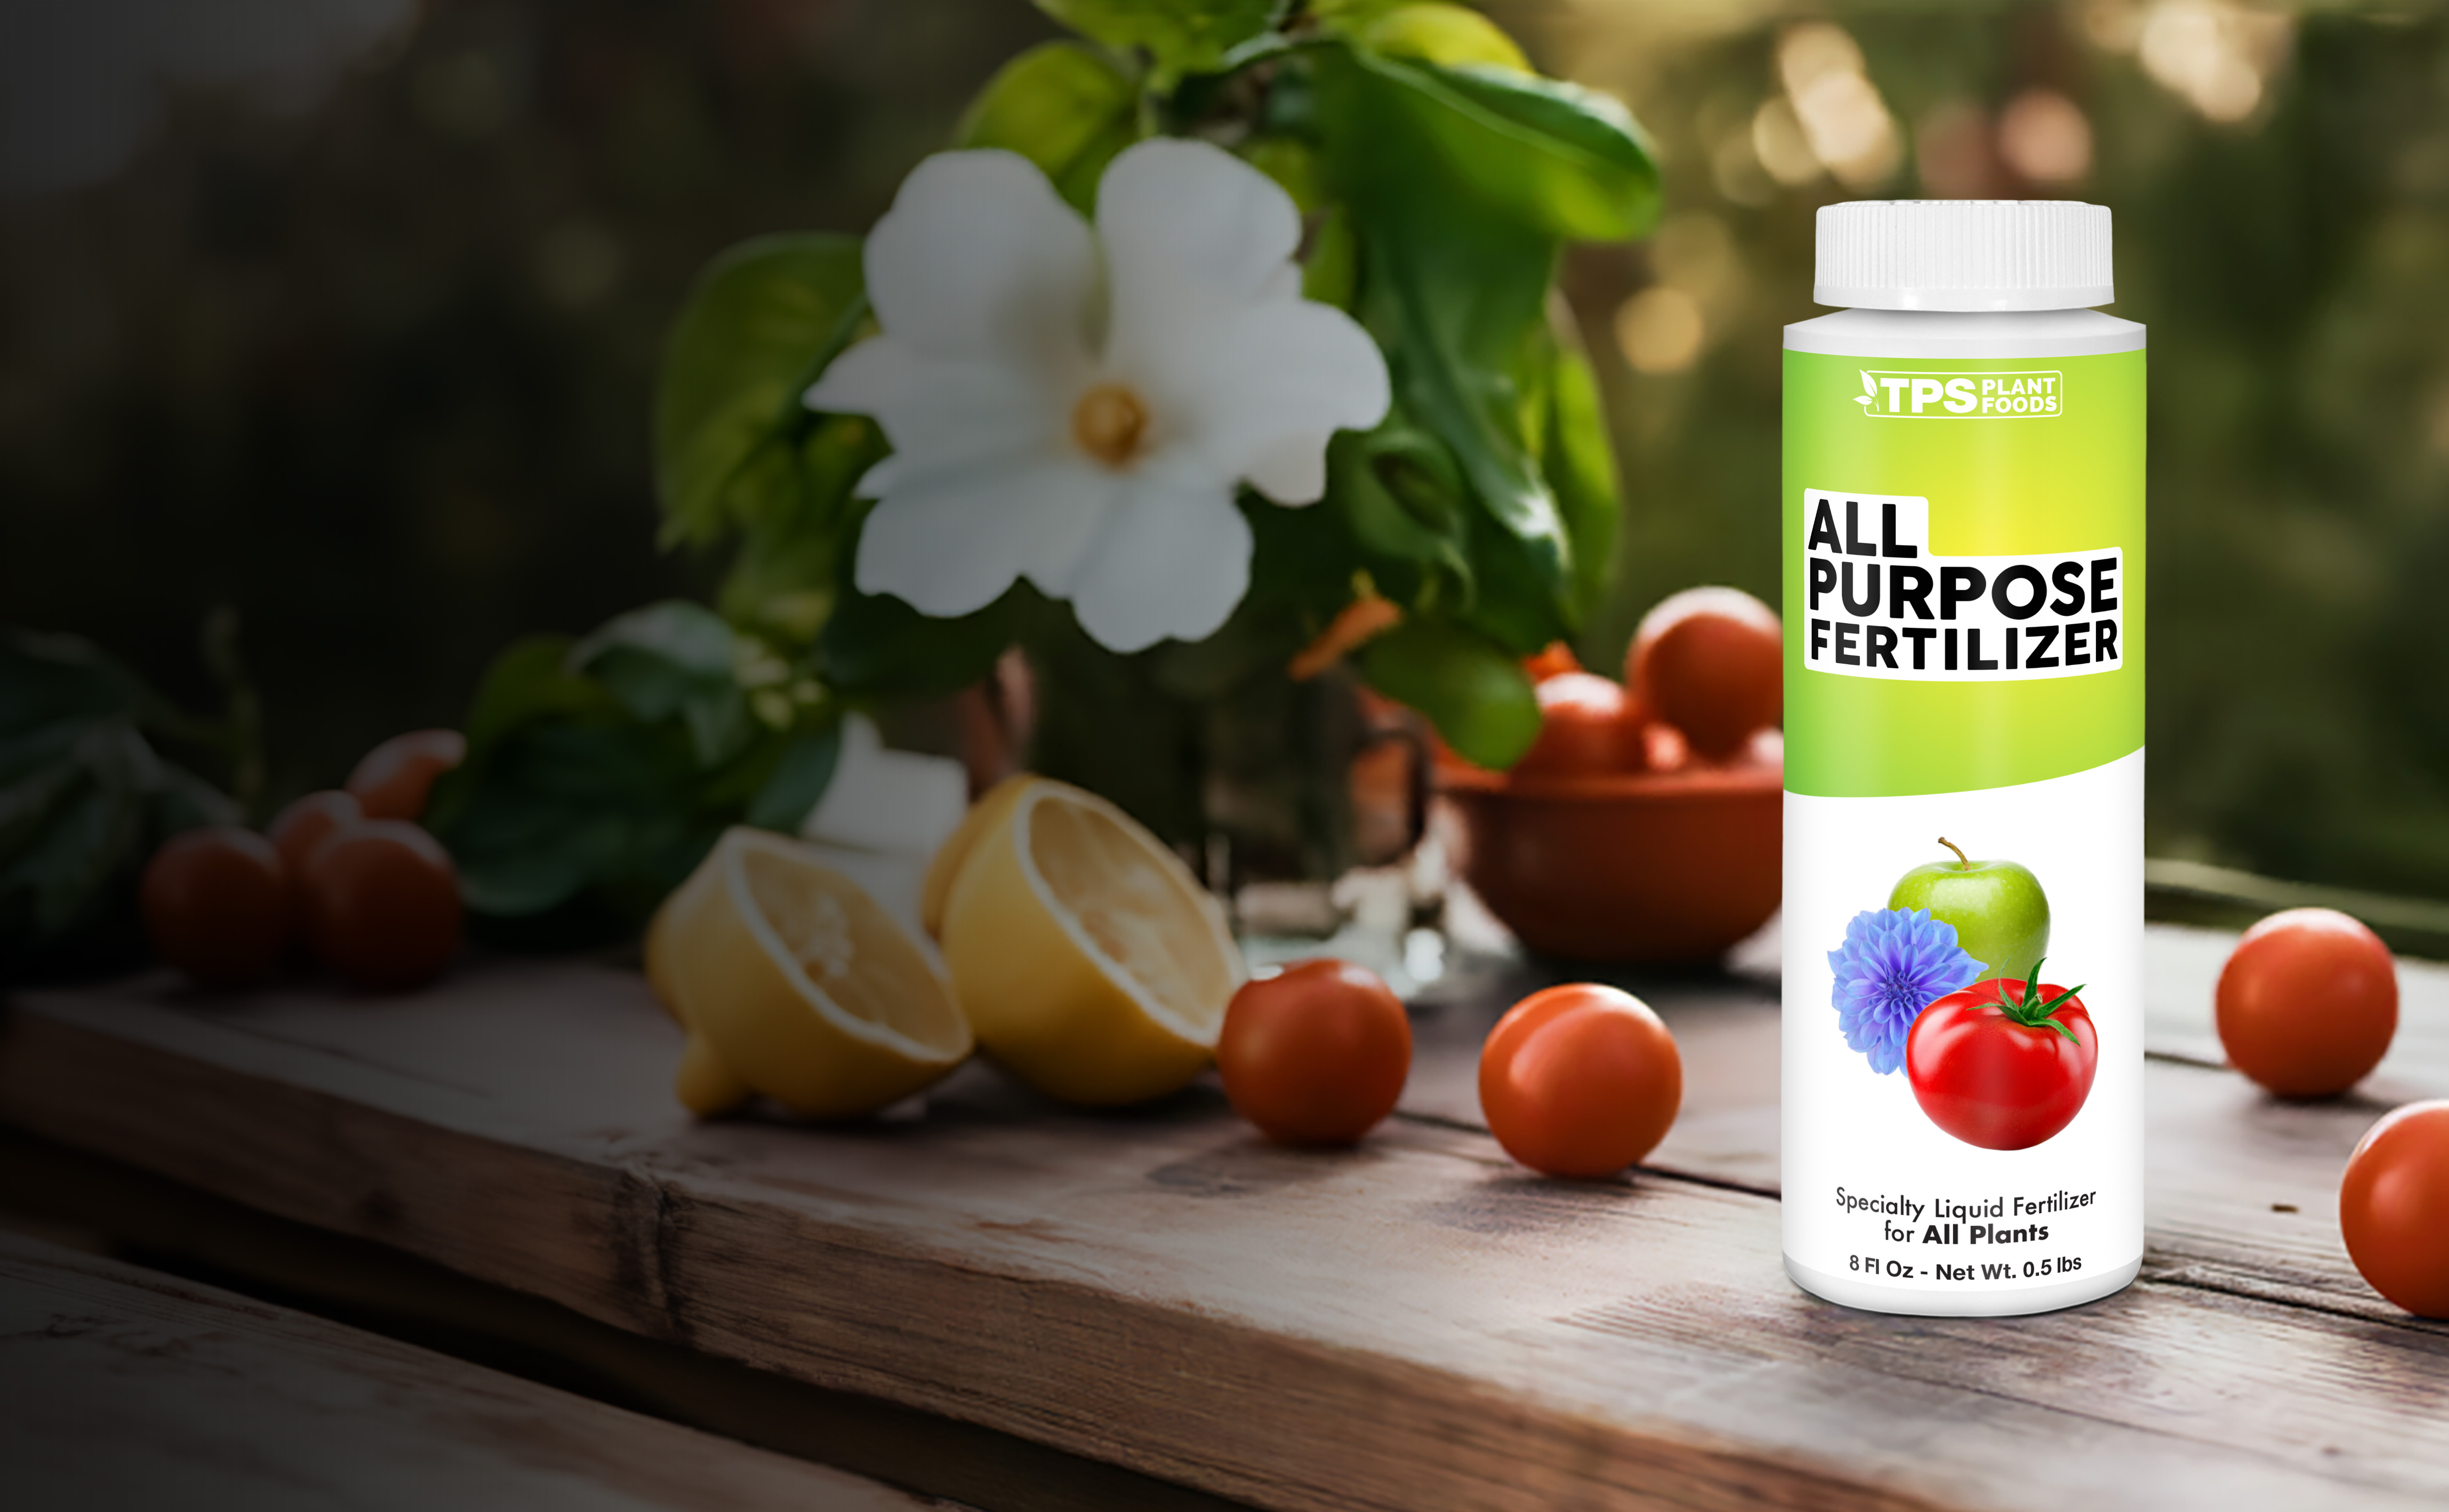 TPS PLANT FOODS
ALL
PURPOSE
FERTILIZER
Specialty Liquid Fertilizer
for All Plants
8 Fl Oz - Net Wt. 0.5 lbs